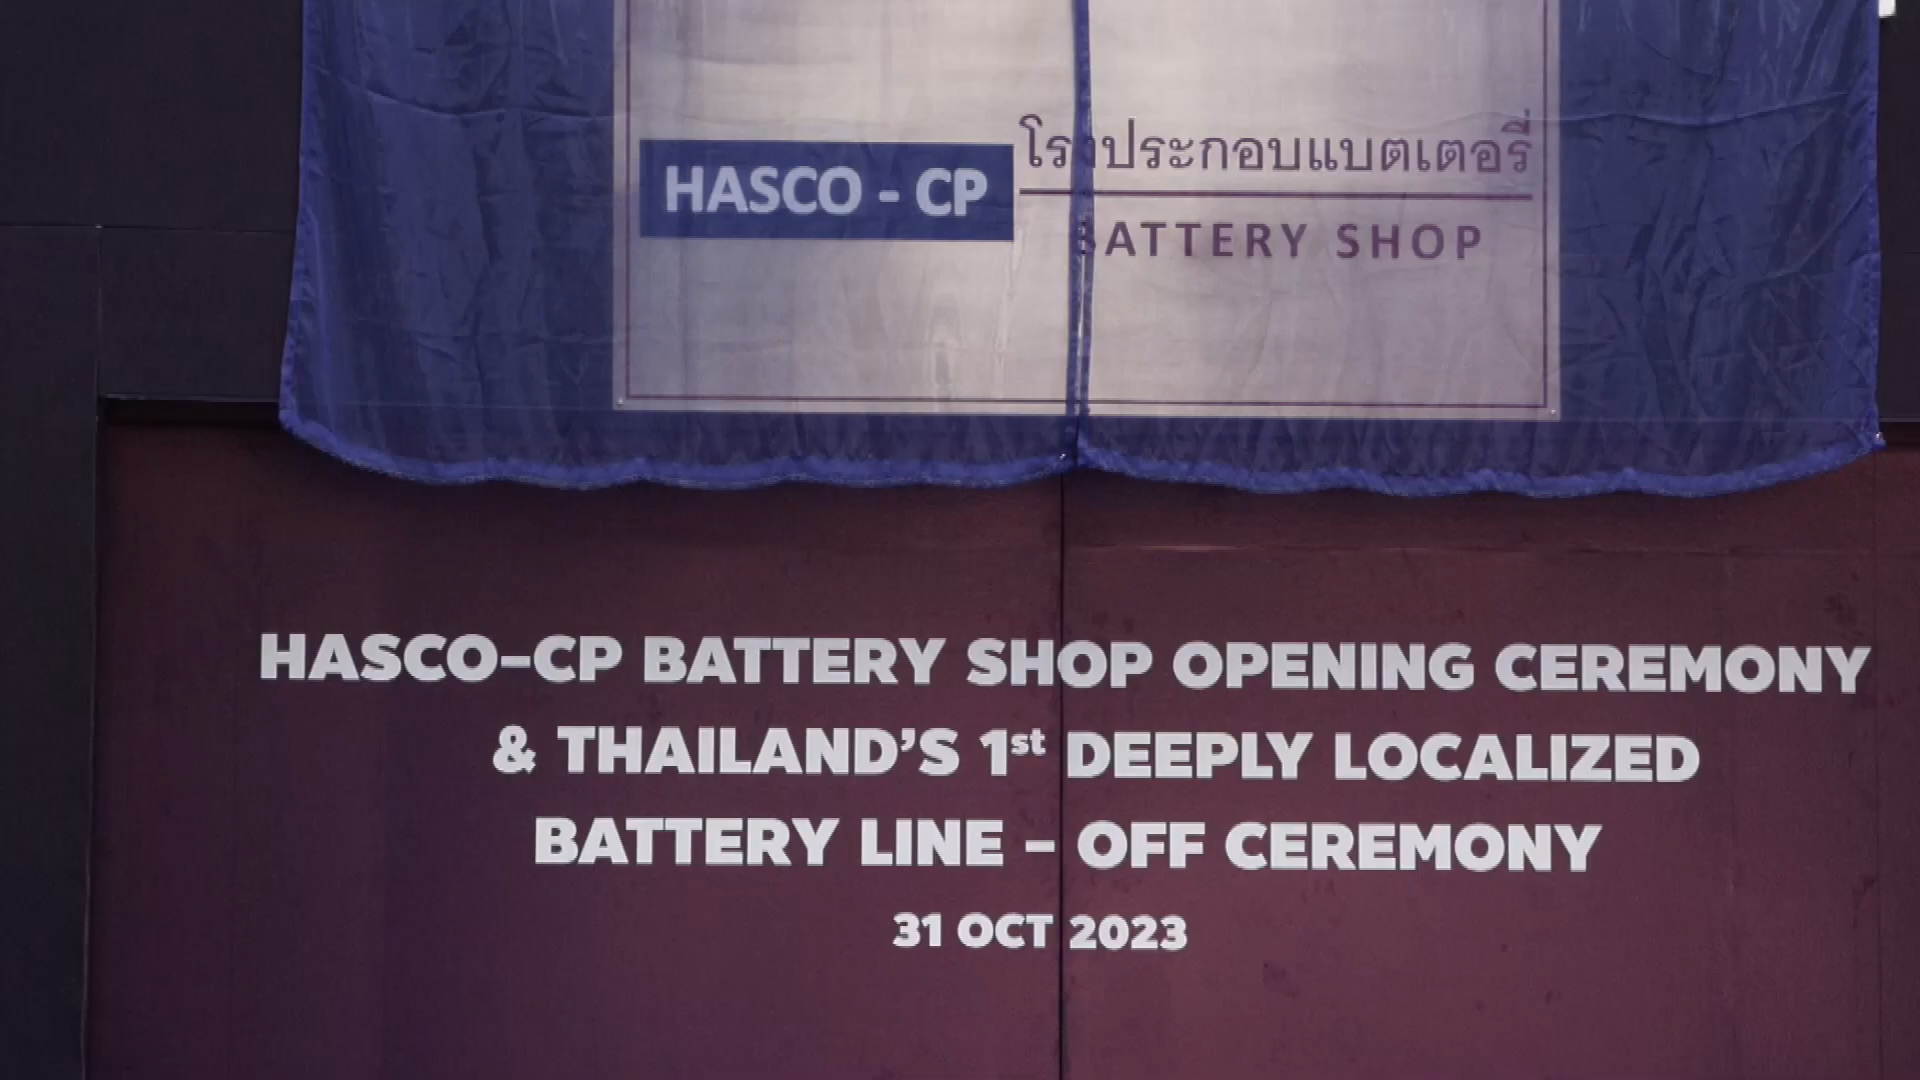 HASCO - CP
โรงประกอบแบตเตอรี่
BATTERY SHOP
HASCO-CP BATTERY SHOP OPENING CEREMONY
& THAILAND'S 1st DEEPLY LOCALIZED
BATTERY LINE - OFF CEREMONY
31 OCT 2023